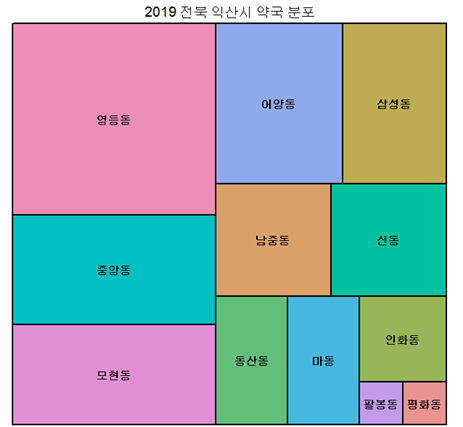 2019 전북 익산시 약국 분포
영등동
어양동
삼성동
중앙동
남중동
신동
모현동
동산동
마동
인화동
팔봉동
평화동